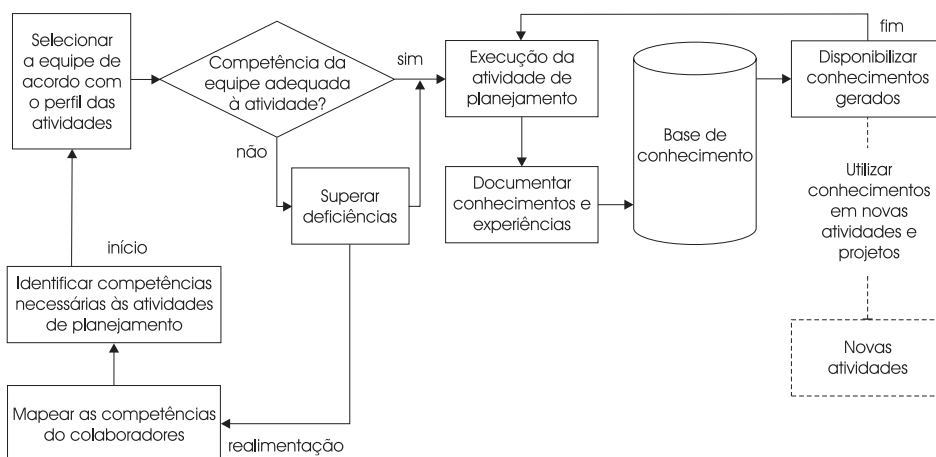 Selecionar
a equipe de
acordo com
o perfil das
atividades
Competência da
equipe adequada
à atividade?
sim
não
Superar
deficiências
Execução da
atividade de
planejamento
Documentar
conhecimentos e
experiências
Base de
conhecimento
fim
Disponibilizar
conhecimentos
gerados
Utilizar
conhecimentos
em novas
atividades e
projetos
Novas
atividades
início
Identificar competências
necessárias às atividades
de planejamento
Mapear as competências
do colaboradores
realimentação